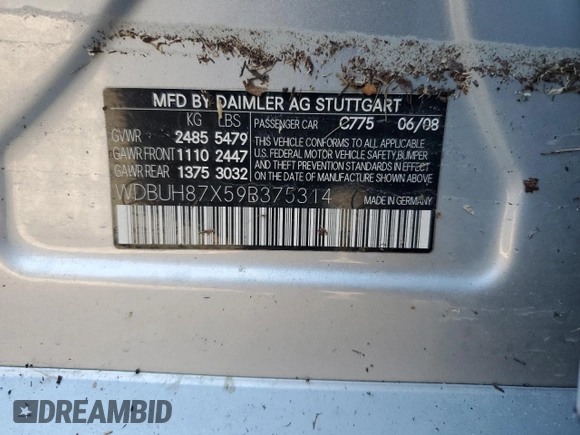 MFD BY DAIMLER AG STUTTGART
KG LBS PASSENGER CAR C775 06/08
GVWR 2485 5479 THIS VEHICLE CONFORMS TO ALL APPLICABLE
GAWR FRONT 1110 2447 U.S. FEDERAL MOTOR VEHICLE SAFETY, BUMPER
GAWR REAR 1375 3032 AND THEFT PREVENTION STANDARDS IN EFFECT
ON THE DATE OF MANUFACTURE SHOWN ABOVE.
WDBUH87X59B375314 MADE IN GERMANY
DREAMBID